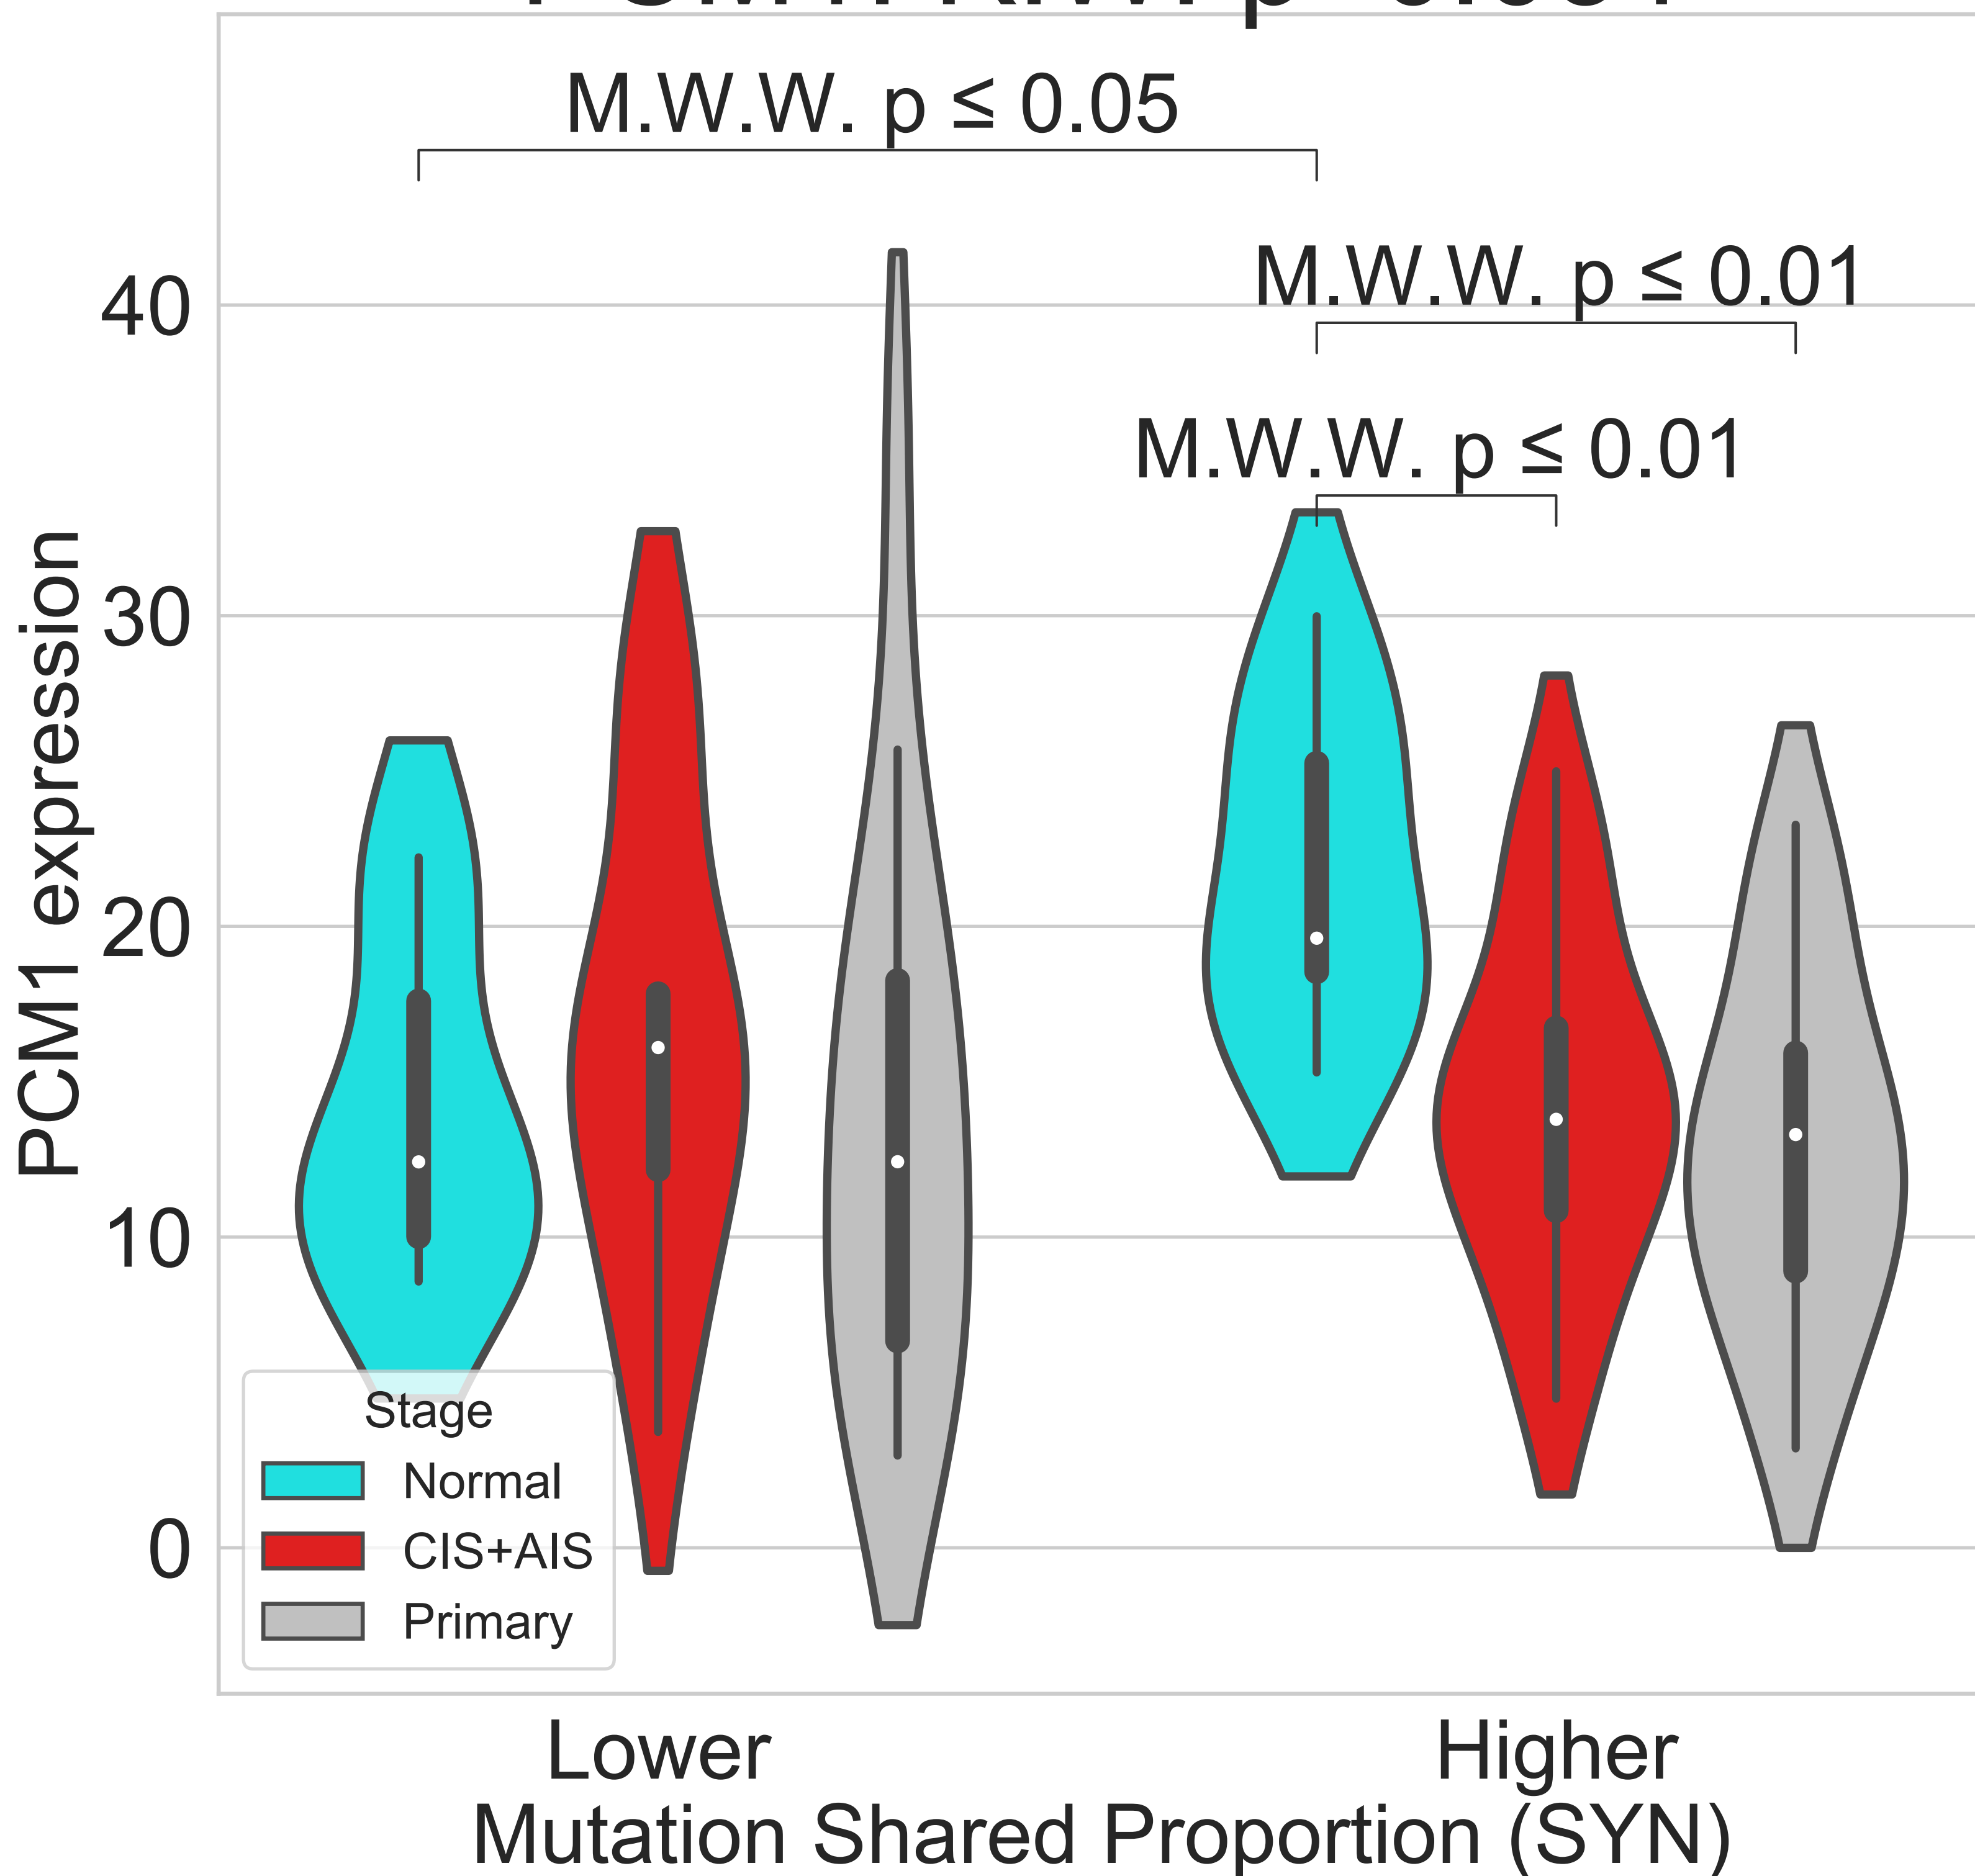 M.W.W. p ≤ 0.05
M.W.W. p ≤ 0.01
M.W.W. p ≤ 0.01
PCM1 expression
40
30
20
10
0
Stage
Normal
CIS+AIS
Primary
Lower
Higher
Mutation Shared Proportion (SYN)